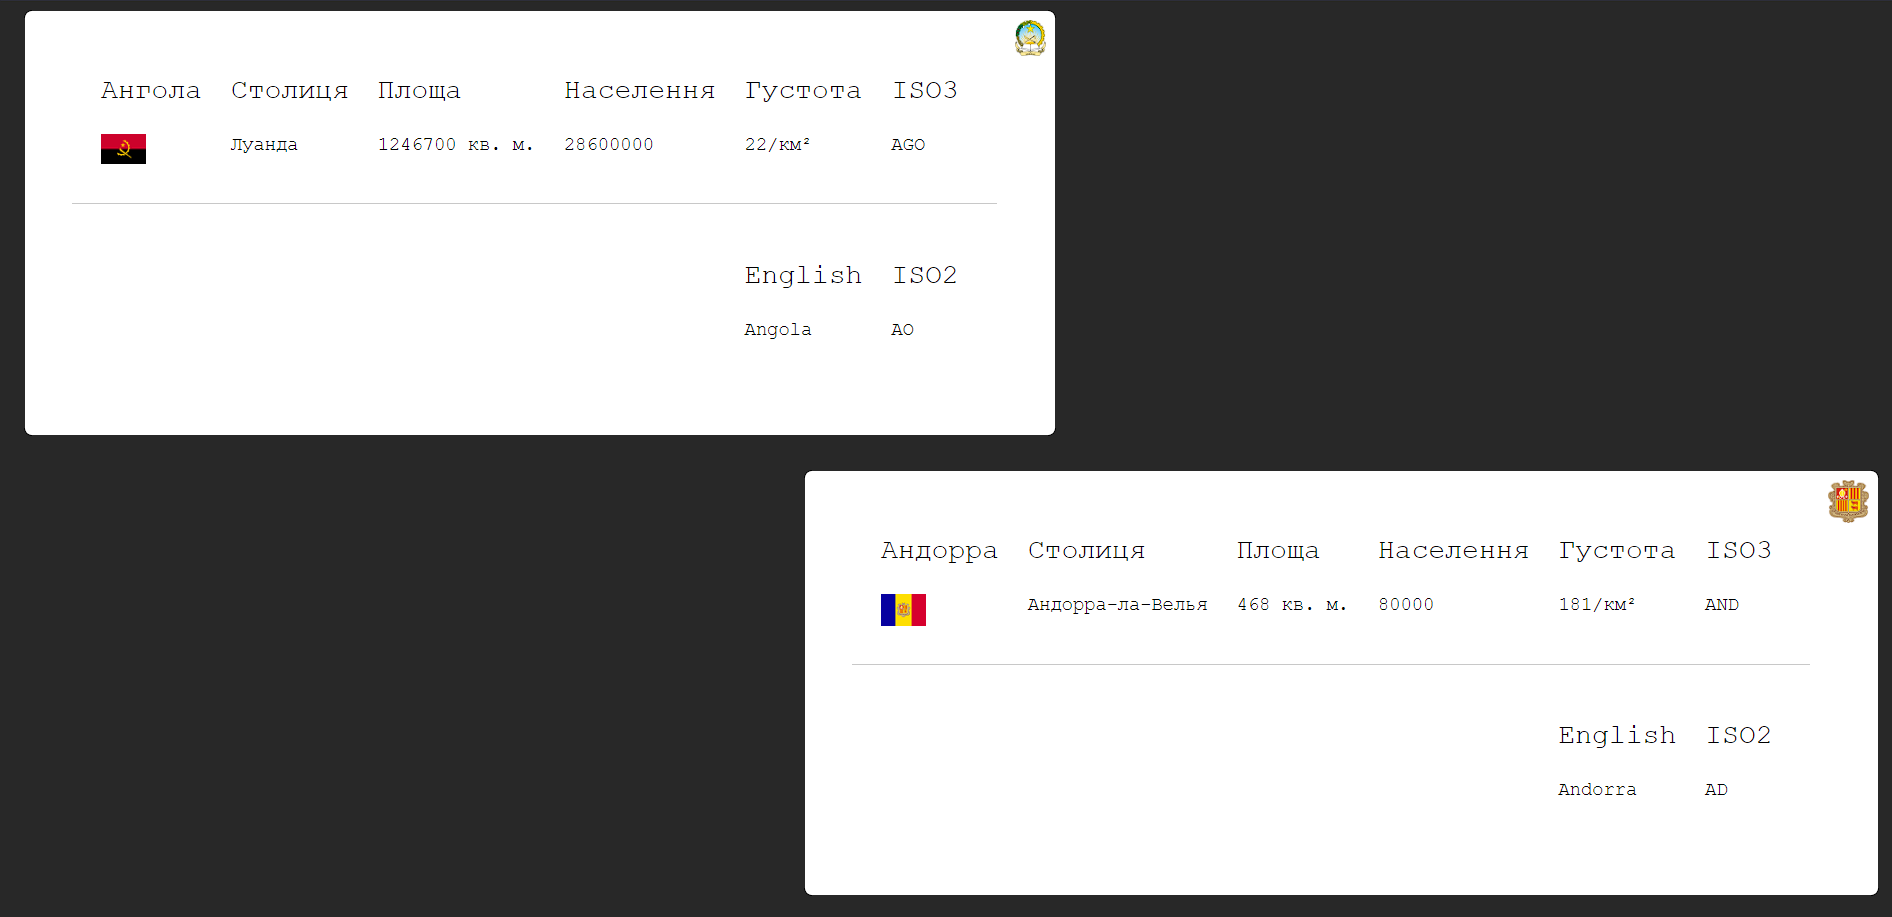 Ангола Столиця Площа Населення Густота ISO3
Луанда 1246700 кв. м. 28600000 22/км² AGO
English ISO2
Angola AO
Андорра Столиця Площа Населення Густота ISO3
Андорра-ла-Велья 468 кв. м. 80000 181/км² AND
English ISO2
Andorra AD